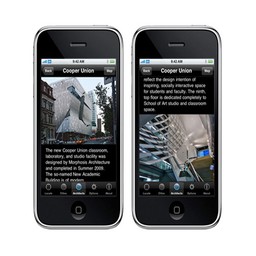 9:42 AM
Back
Cooper Union
Map
The new Cooper Union classroom,
laboratory, and studio facility was
designed by Morphosis Architecture
and completed in Summer 2009.
The so-named New Academic
Building is of modern
Architects
9:42 AM
Back
Cooper Union
Map
reflect the design intention of
inspiring, socially interactive space
for students and faculty. The ninth,
top floor is dedicated completely to
School of Art studio and classroom
space.
Architects